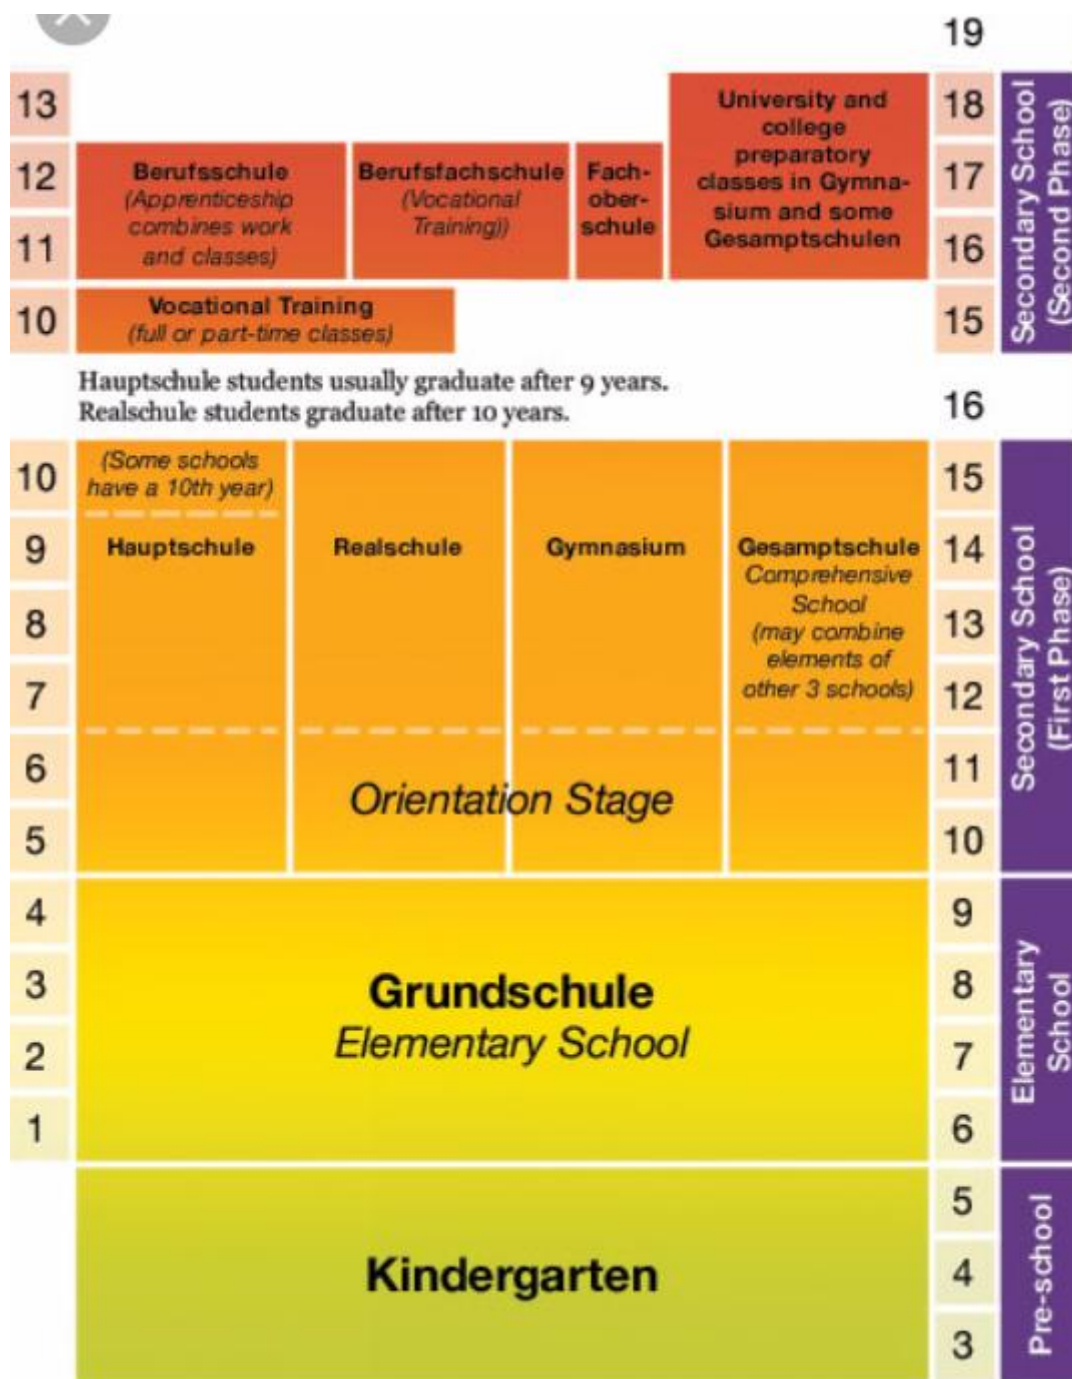 19
13
18
12
17
11
16
10
15
Berufsschule
(Apprenticeship
combines work
and classes)
Berufsfachschule
(Vocational
Training))
Fach-
ober-
schule
University and
college
preparatory
classes in Gymna-
sium and some
Gesamptschulen
Vocational Training
(full or part-time classes)
Secondary School
(Second Phase)
Hauptschule students usually graduate after 9 years.
Realschule students graduate after 10 years.
16
10
15
9
14
8
13
7
12
6
11
5
10
(Some schools
have a 10th year)
Hauptschule
Realschule
Gymnasium
Gesamptschule
Comprehensive
School
(may combine
elements of
other 3 schools)
Orientation Stage
Secondary School
(First Phase)
4
9
3
8
2
7
1
6
Grundschule
Elementary School
Elementary
School
5
4
3
Kindergarten
Pre-school